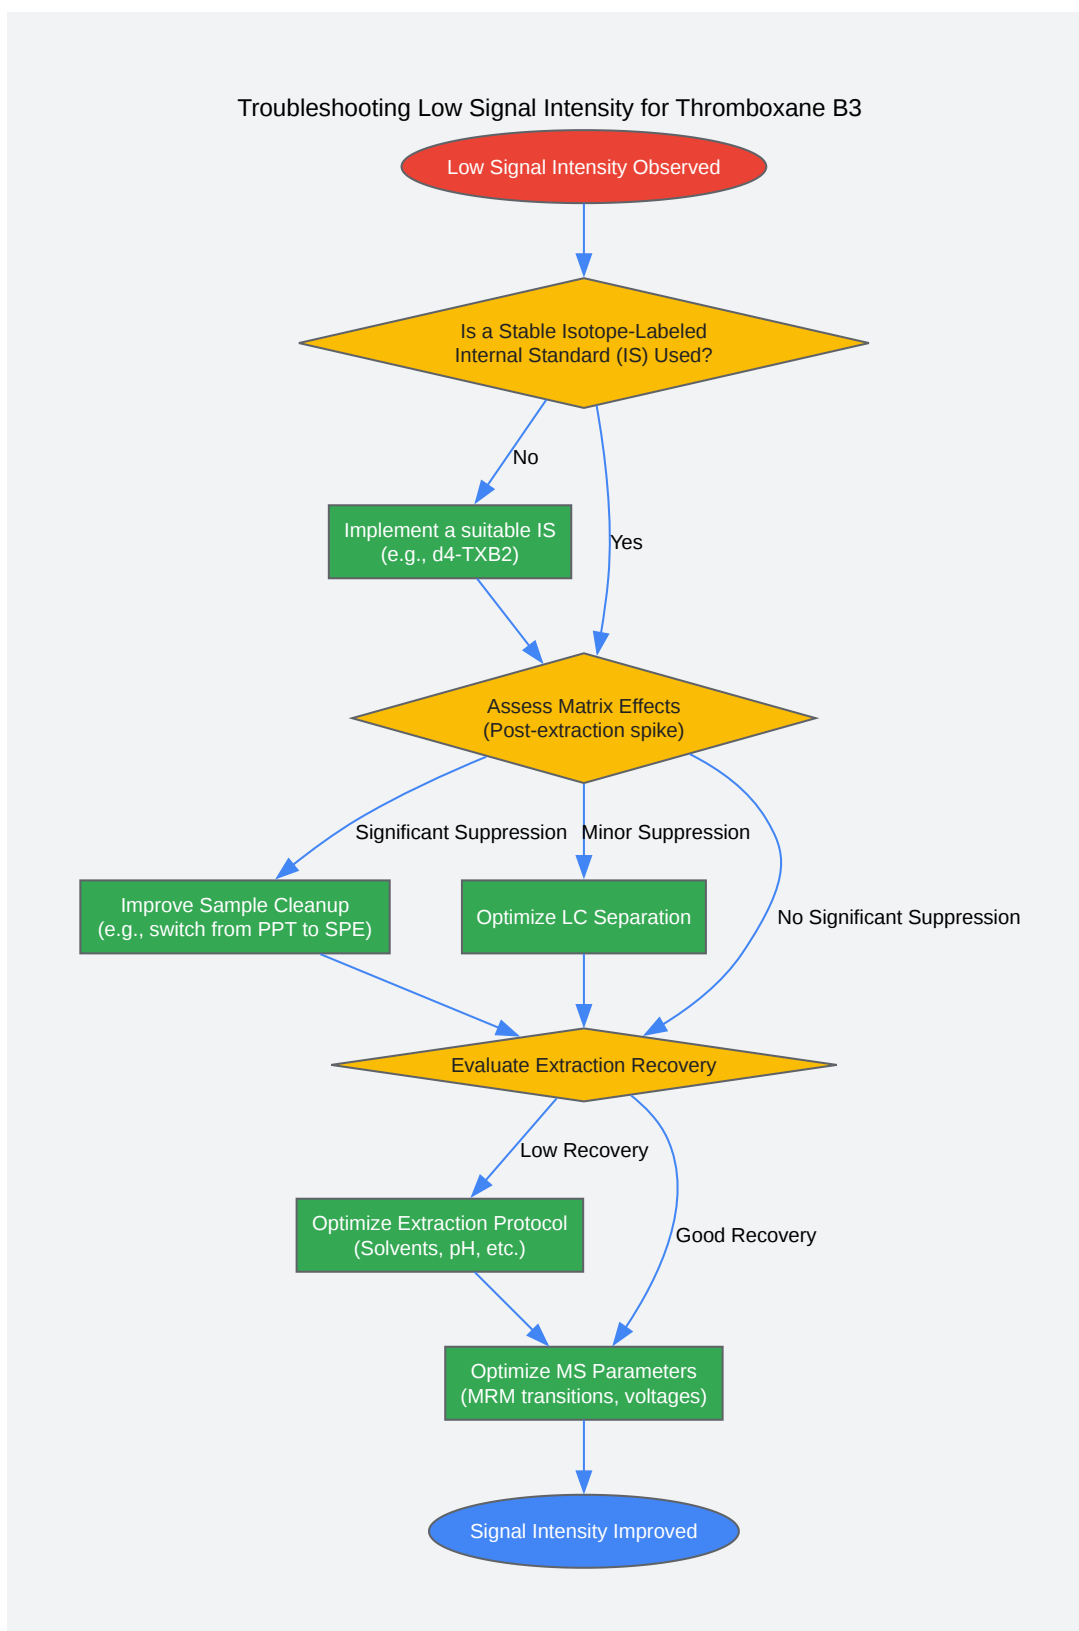 Troubleshooting Low Signal Intensity for Thromboxane B3
Low Signal Intensity Observed
Is a Stable Isotope-Labeled
Internal Standard (IS) Used?
No
Implement a suitable IS
(e.g., d4-TXB2)
Yes
Assess Matrix Effects
(Post-extraction spike)
Significant Suppression
Minor Suppression
Improve Sample Cleanup
(e.g., switch from PPT to SPE)
Optimize LC Separation
No Significant Suppression
Evaluate Extraction Recovery
Low Recovery
Optimize Extraction Protocol
(Solvents, pH, etc.)
Good Recovery
Optimize MS Parameters
(MRM transitions, voltages)
Signal Intensity Improved